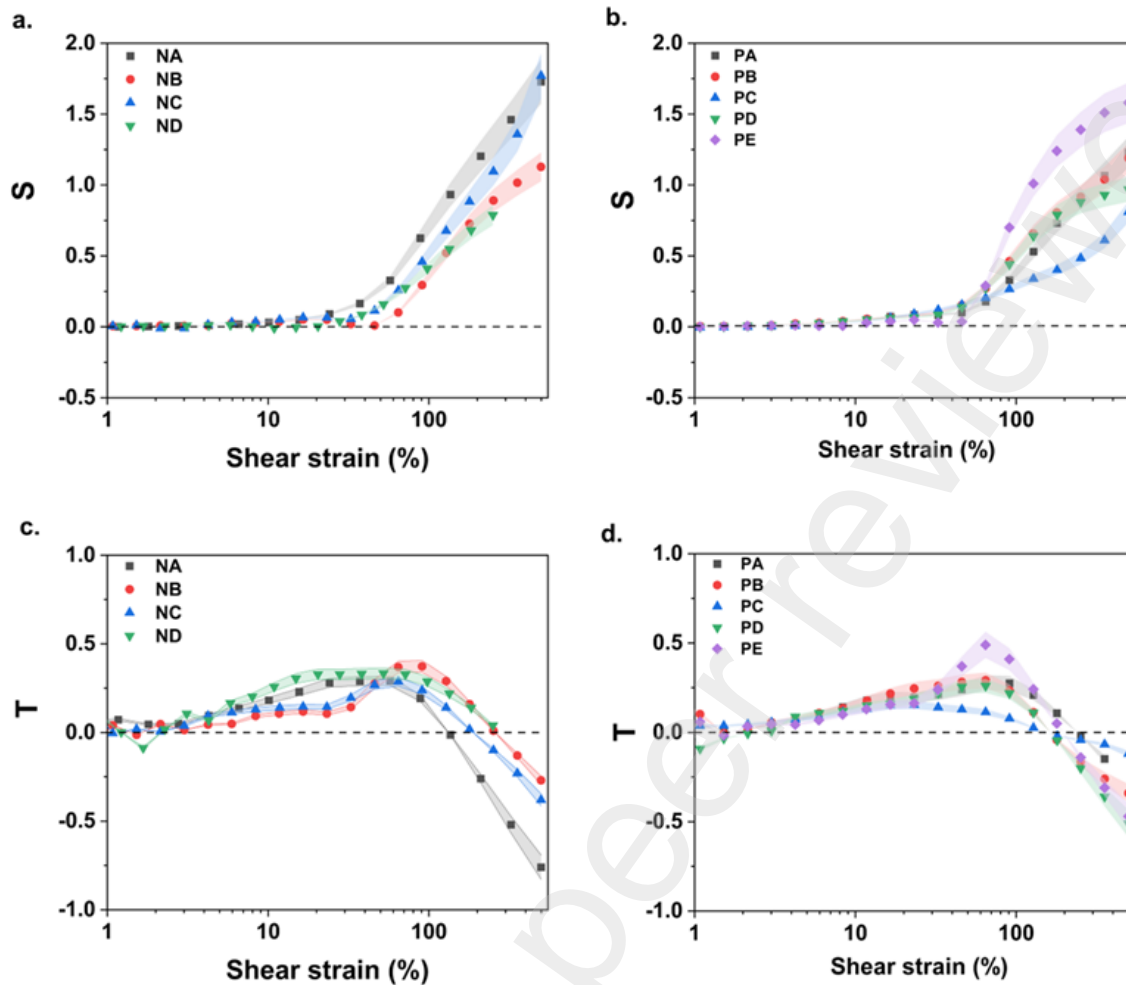 a.
2.0
1.5
1.0
0.5
0.0
-0.5
S
NA
NB
NC
ND
1 10 100
Shear strain (%)
b.
2.0
1.5
1.0
0.5
0.0
-0.5
S
PA
PB
PC
PD
PE
1 10 100
Shear strain (%)
c.
1.0
0.5
0.0
-0.5
-1.0
T
NA
NB
NC
ND
1 10 100
Shear strain (%)
d.
1.0
0.5
0.0
-0.5
-1.0
T
PA
PB
PC
PD
PE
1 10 100
Shear strain (%)
peer review